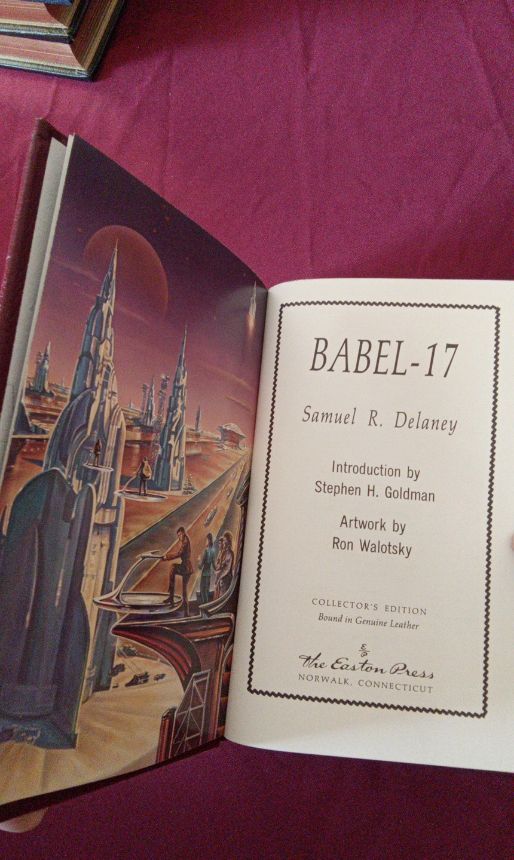 BABEL-17
Samuel R. Delaney
Introduction by
Stephen H. Goldman
Artwork by
Ron Walotsky
COLLECTOR'S EDITION
Bound in Genuine Leather
The Easton Press
NORWALK, CONNECTICUT